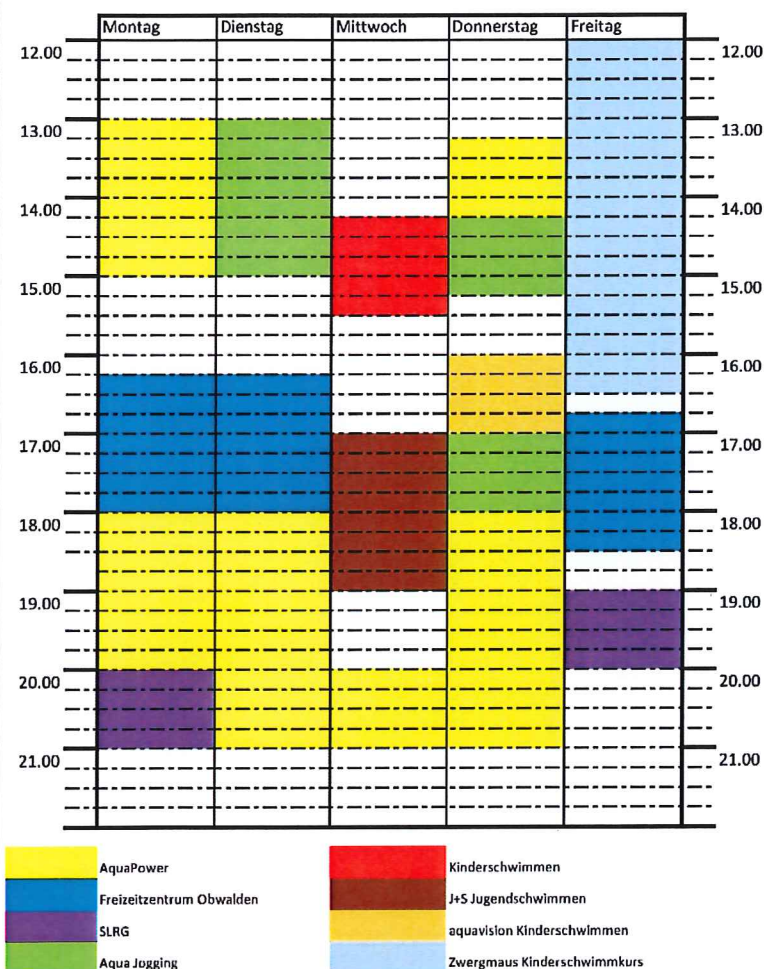 Montag Dienstag Mittwoch Donnerstag Freitag
12.00 12.00
13.00 13.00
14.00 14.00
15.00 15.00
16.00 16.00
17.00 17.00
18.00 18.00
19.00 19.00
20.00 20.00
21.00 21.00
AquaPower Kinderschwimmen
Freizeitzentrum Obwalden J+S Jugendschwimmen
SLRG aquavision Kinderschwimmen
Aqua Jogging Zwergmaus Kinderschwimmkurs